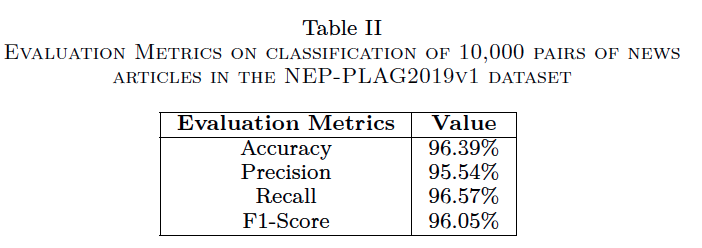 Table II
Evaluation Metrics on classification of 10,000 pairs of news
articles in the NEP-PLAG2019v1 dataset
Evaluation Metrics Value
Accuracy 96.39%
Precision 95.54%
Recall 96.57%
F1-Score 96.05%